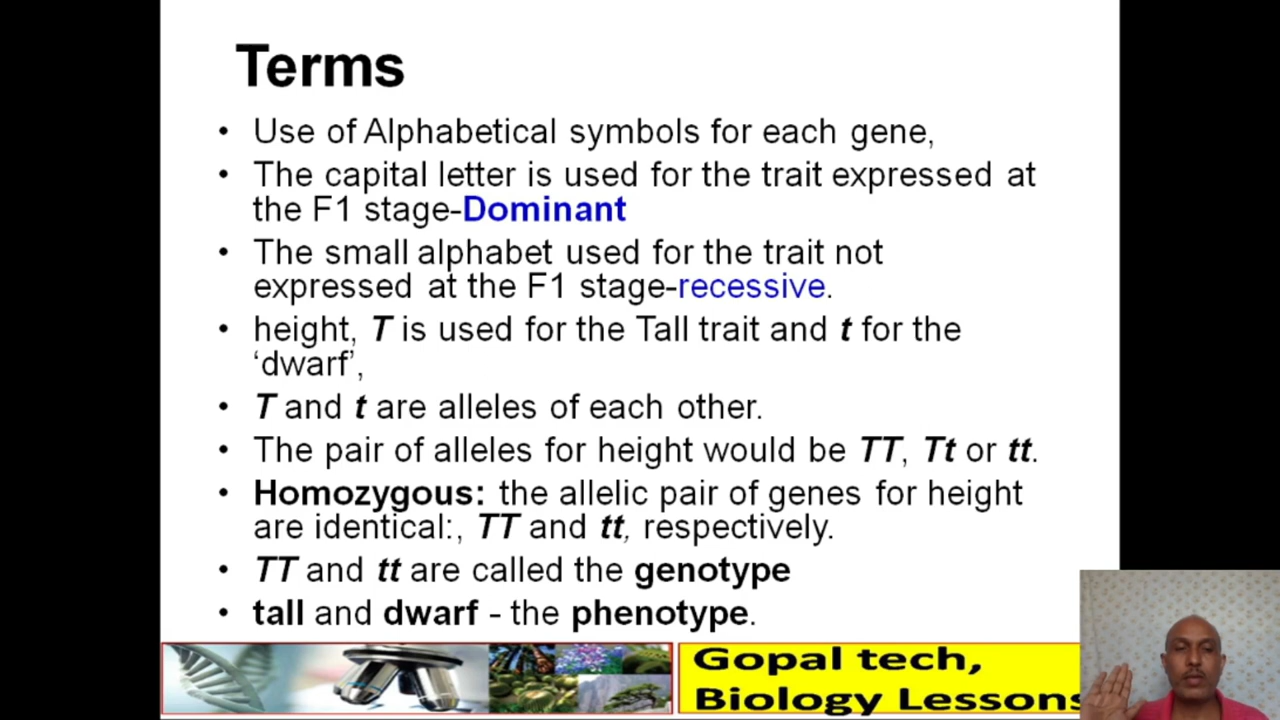 Terms
• Use of Alphabetical symbols for each gene,
• The capital letter is used for the trait expressed at
the F1 stage-Dominant
• The small alphabet used for the trait not
expressed at the F1 stage-recessive.
• height, T is used for the Tall trait and t for the
‘dwarf’,
• T and t are alleles of each other.
• The pair of alleles for height would be TT, Tt or tt.
• Homozygous: the allelic pair of genes for height
are identical:, TT and tt, respectively.
• TT and tt are called the genotype
• tall and dwarf - the phenotype.
Gopal tech,
Biology Lessons